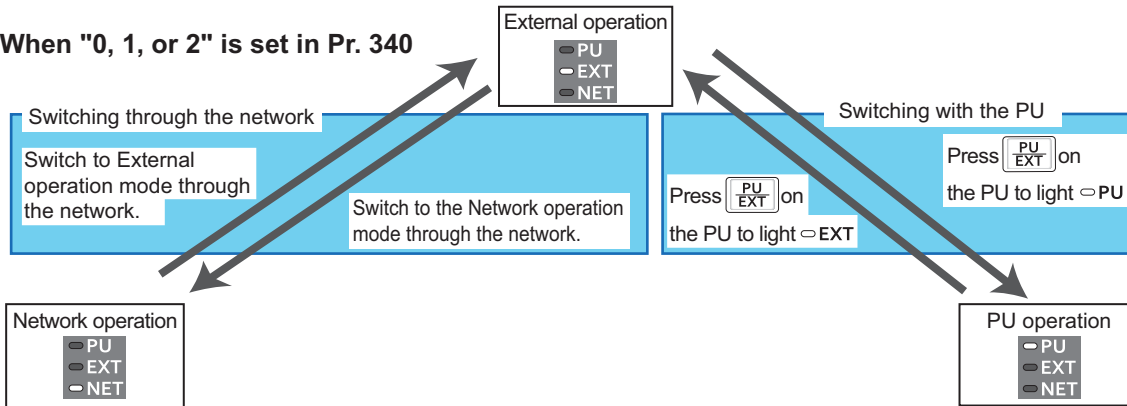 When "0, 1, or 2" is set in Pr. 340
External operation
PU
EXT
NET
Switching through the network
Switch to External
operation mode through
the network.
Switch to the Network operation
mode through the network.
Switching with the PU
Press PU/EXT on
the PU to light EXT
Press PU/EXT on
the PU to light PU
Network operation
PU
EXT
NET
PU operation
PU
EXT
NET